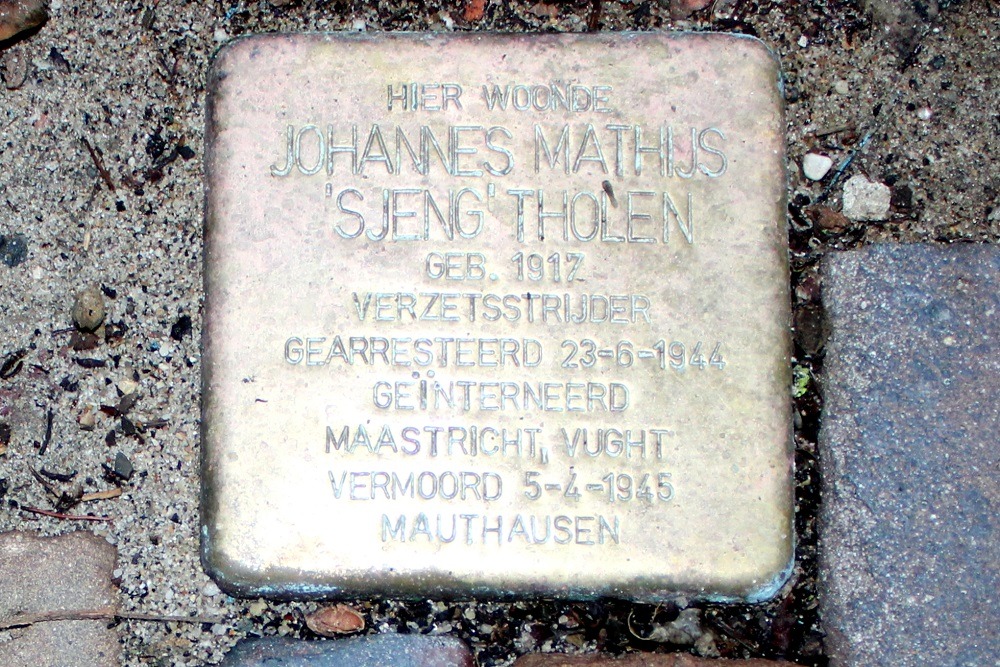 HIER WOONDE
JOHANNES MATHIJS
'SJENG' THOLEN
GEB. 1917
VERZETSSTRIJDER
GEARRESTEERD 23-6-1944
GEÏNTERNEERD
MAASTRICHT, VUGHT
VERMOORD 5-4-1945
MAUTHAUSEN